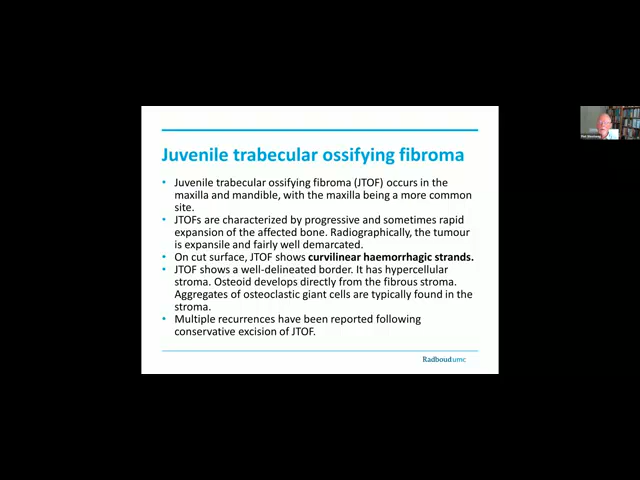 Juvenile trabecular ossifying fibroma
• Juvenile trabecular ossifying fibroma (JTOF) occurs in the
maxilla and mandible, with the maxilla being a more common
site.
• JTOFs are characterized by progressive and sometimes rapid
expansion of the affected bone. Radiographically, the tumour
is expansile and fairly well demarcated.
• On cut surface, JTOF shows curvilinear haemorrhagic strands.
• JTOF shows a well-delineated border. It has hypercellular
stroma. Osteoid develops directly from the fibrous stroma.
Aggregates of osteoclastic giant cells are typically found in the
stroma.
• Multiple recurrences have been reported following
conservative excision of JTOF.
Radboudumc